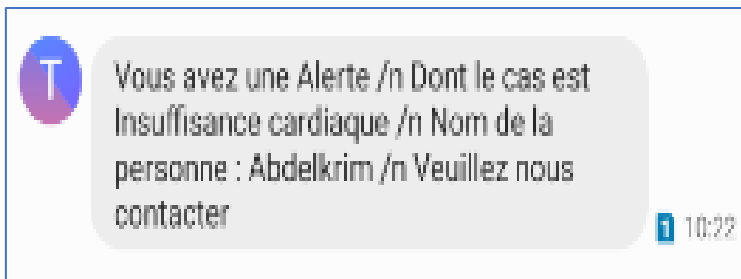 T
Vous avez une Alerte /n Dont le cas est
Insuffisance cardiaque /n Nom de la
personne : Abdelkrim /n Veuillez nous
contacter
1 10:22